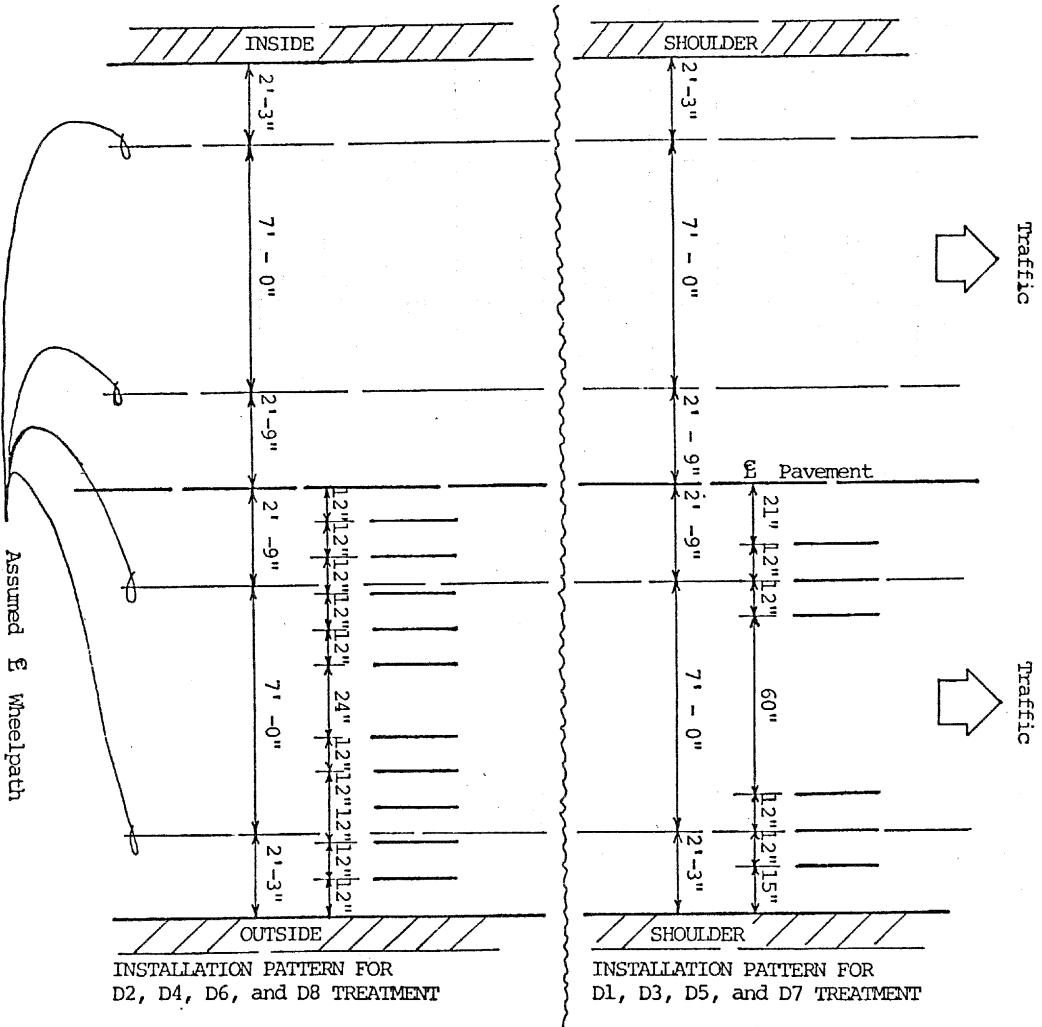 INSIDE
SHOULDER
2'-3"
7' - 0"
2'-9"
2' -9"
7' -0"
2'-3"
12"
12"
12"
12"
12"
24"
12"
12"
12"
12"
12"
2'-3"
7' - 0"
2' - 9"
2' -9"
7' - 0"
2'-3"
℄ Pavement
21"
12"
12"
60"
12"
12"
15"
Traffic
Traffic
Assumed ℄ Wheelpath
OUTSIDE
SHOULDER
INSTALLATION PATTERN FOR
D2, D4, D6, and D8 TREATMENT
INSTALLATION PATTERN FOR
D1, D3, D5, and D7 TREATMENT